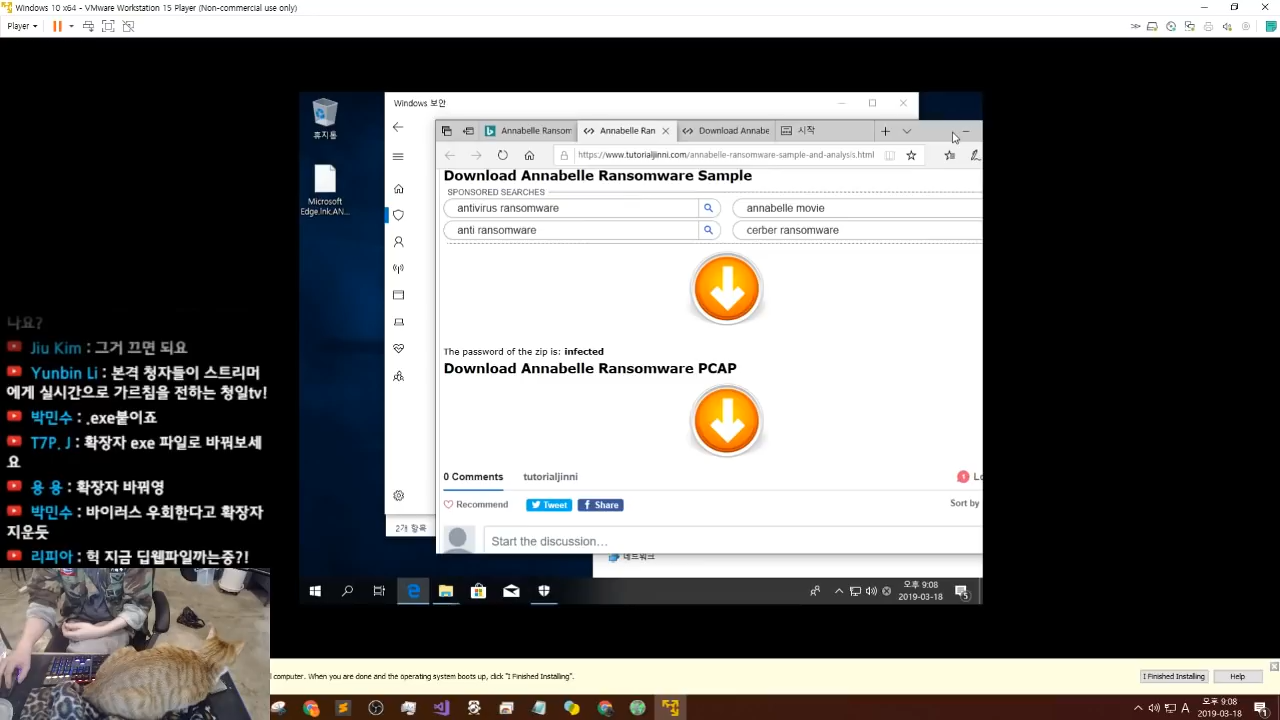 Windows 10 x64 - VMware Workstation 15 Player (Non-commercial use only)
Player
휴지통
Microsoft
Edge.lnk.AN...
Windows 보안
Annabelle Ransom
Annabelle Ran
Download Annabe
시작
https://www.tutorialjinni.com/annabelle-ransomware-sample-and-analysis.html
Download Annabelle Ransomware Sample
SPONSORED SEARCHES
antivirus ransomware
annabelle movie
anti ransomware
cerber ransomware
The password of the zip is: infected
Download Annabelle Ransomware PCAP
0 Comments
tutorialjinni
1
Lo
Recommend
Tweet
Share
Sort by
Start the discussion...
2개 항목
네트워크
오후 9:08
2019-03-18
5
나요?
Jiu Kim : 그거 끄면 되요
Yunbin Li : 본격 청자들이 스트리머
에게 실시간으로 가르침을 전하는 청일tv!
박민수 : .exe붙이죠
T7P. J : 확장자 exe 파일로 바꿔보세
요
용 용 : 확장자 바꿔영
박민수 : 바이러스 우회한다고 확장자
지운듯
리피아 : 헉 지금 딥웹파일까는중?!
computer. When you are done and the operating system boots up, click "I Finished Installing".
I Finished Installing
Help
A
오후 9:08
2019-03-18
1